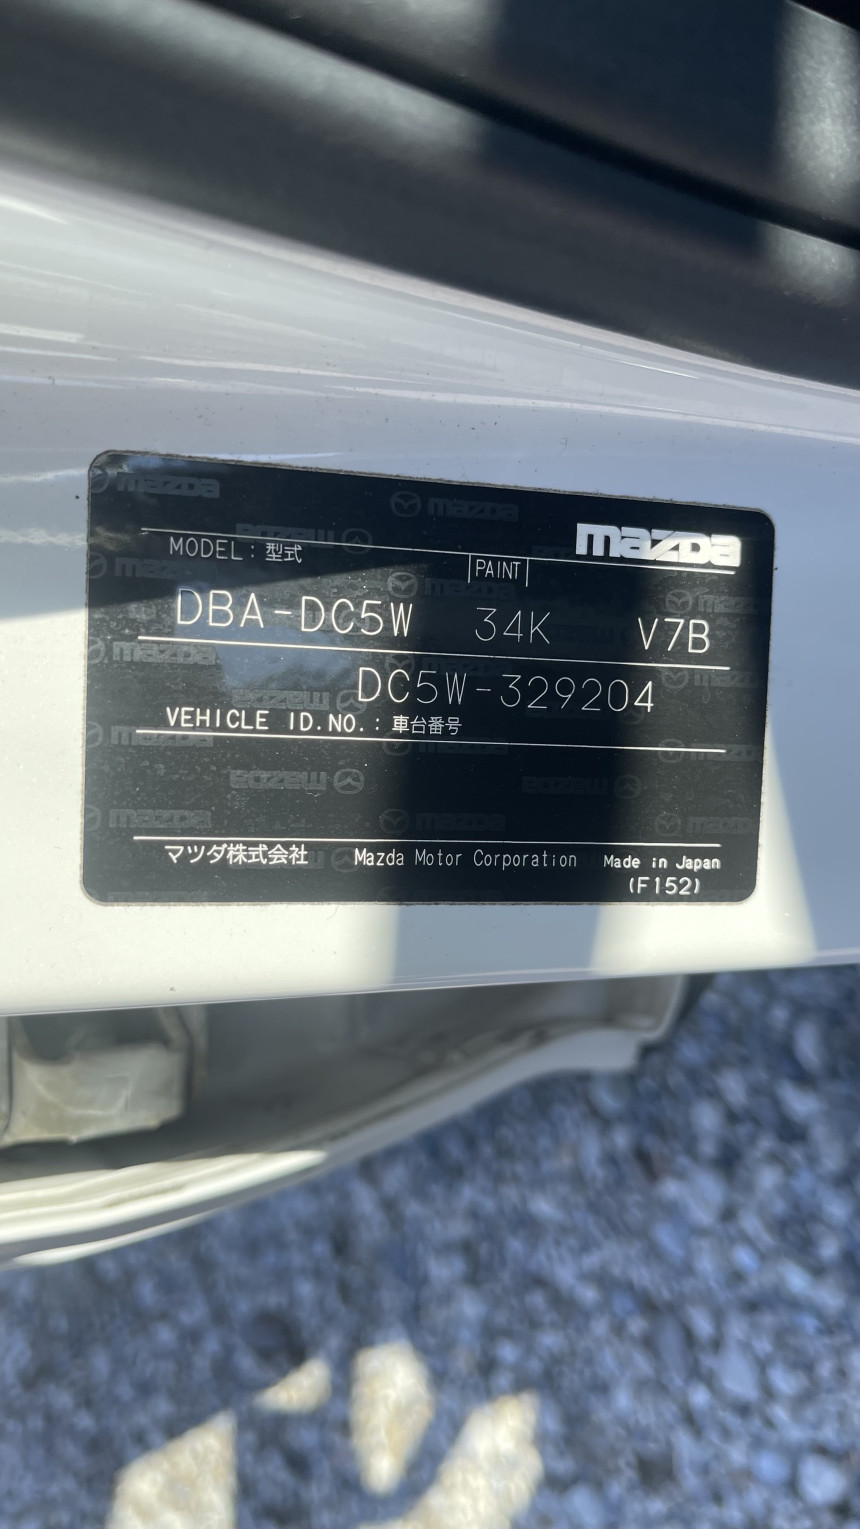 mazda
MODEL : 型式
PAINT
DBA-DC5W 34K V7B
DC5W-329204
VEHICLE ID.NO. : 車台番号
マツダ株式会社 Mazda Motor Corporation Made in Japan
(F152)